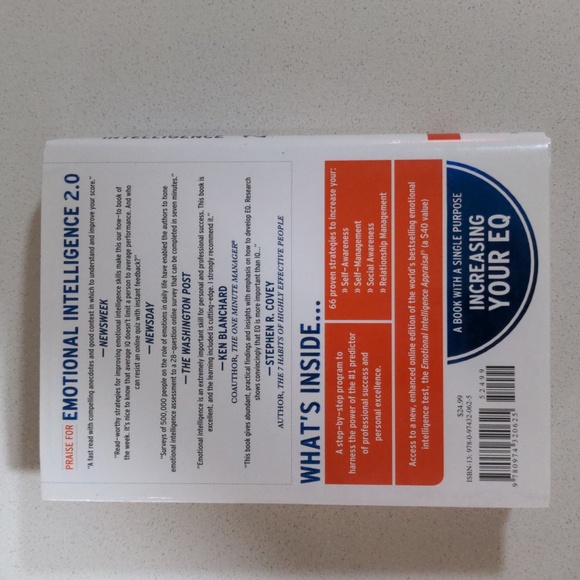 INTELLIGENCE 2.
PRAISE FOR EMOTIONAL INTELLIGENCE 2.0
"A fast read with compelling anecdotes and good context in which to understand and improve your score."
—NEWSWEEK
"Read-worthy strategies for improving emotional intelligence skills make this our how-to book of
the week. It's nice to know that average IQ doesn't limit a person to average performance. And who
can resist an online quiz with instant feedback?"
—NEWSDAY
"Surveys of 500,000 people on the role of emotions in daily life have enabled the authors to hone
emotional intelligence assessment to a 28-question online survey that can be completed in seven minutes."
—THE WASHINGTON POST
"Emotional intelligence is an extremely important skill for personal and professional success. This book is
excellent, and the learning included is cutting-edge. I strongly recommend it."
—KEN BLANCHARD
COAUTHOR, THE ONE MINUTE MANAGER®
"This book gives abundant, practical findings and insights with emphasis on how to develop EQ. Research
shows convincingly that EQ is more important than IQ..."
—STEPHEN R. COVEY
AUTHOR, THE 7 HABITS OF HIGHLY EFFECTIVE PEOPLE
WHAT'S INSIDE...
A step-by-step program to
harness the power of the #1 predictor
of professional success and
personal excellence.
66 proven strategies to increase your:
» Self-Awareness
» Self-Management
» Social Awareness
» Relationship Management
Access to a new, enhanced online edition of the world's bestselling emotional
intelligence test, the Emotional Intelligence Appraisal® (a $40 value)
A BOOK WITH A SINGLE PURPOSE
INCREASING
YOUR EQ
$24.99
ISBN-13: 978-0-97432-062-5
52499
9 780974 320625